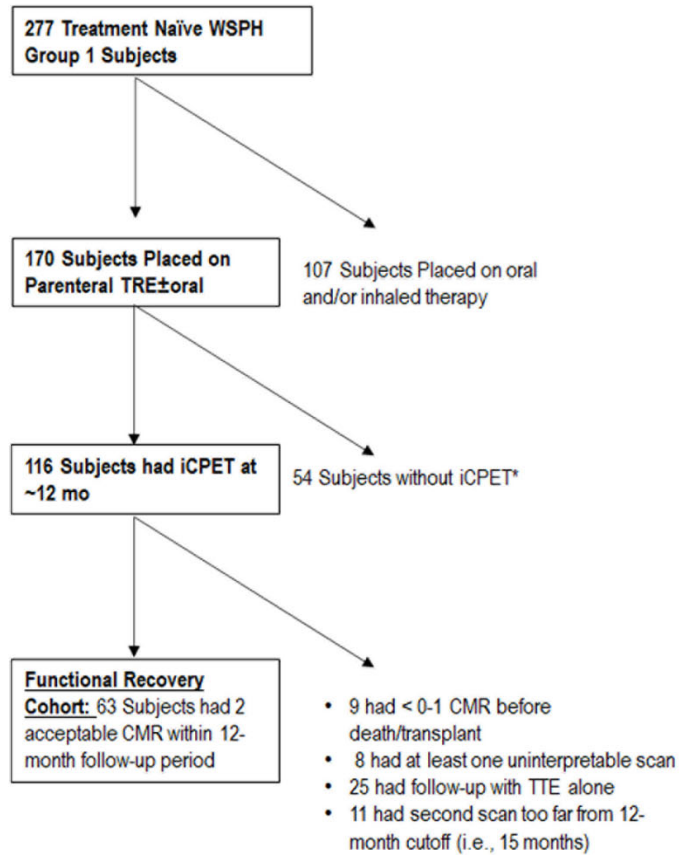 277 Treatment Naïve WSPH
Group 1 Subjects
170 Subjects Placed on
Parenteral TRE±oral
107 Subjects Placed on oral
and/or inhaled therapy
116 Subjects had iCPET at
~12 mo
54 Subjects without iCPET*
Functional Recovery
Cohort: 63 Subjects had 2
acceptable CMR within 12-
month follow-up period
• 9 had < 0-1 CMR before
death/transplant
• 8 had at least one uninterpretable scan
• 25 had follow-up with TTE alone
• 11 had second scan too far from 12-
month cutoff (i.e., 15 months)